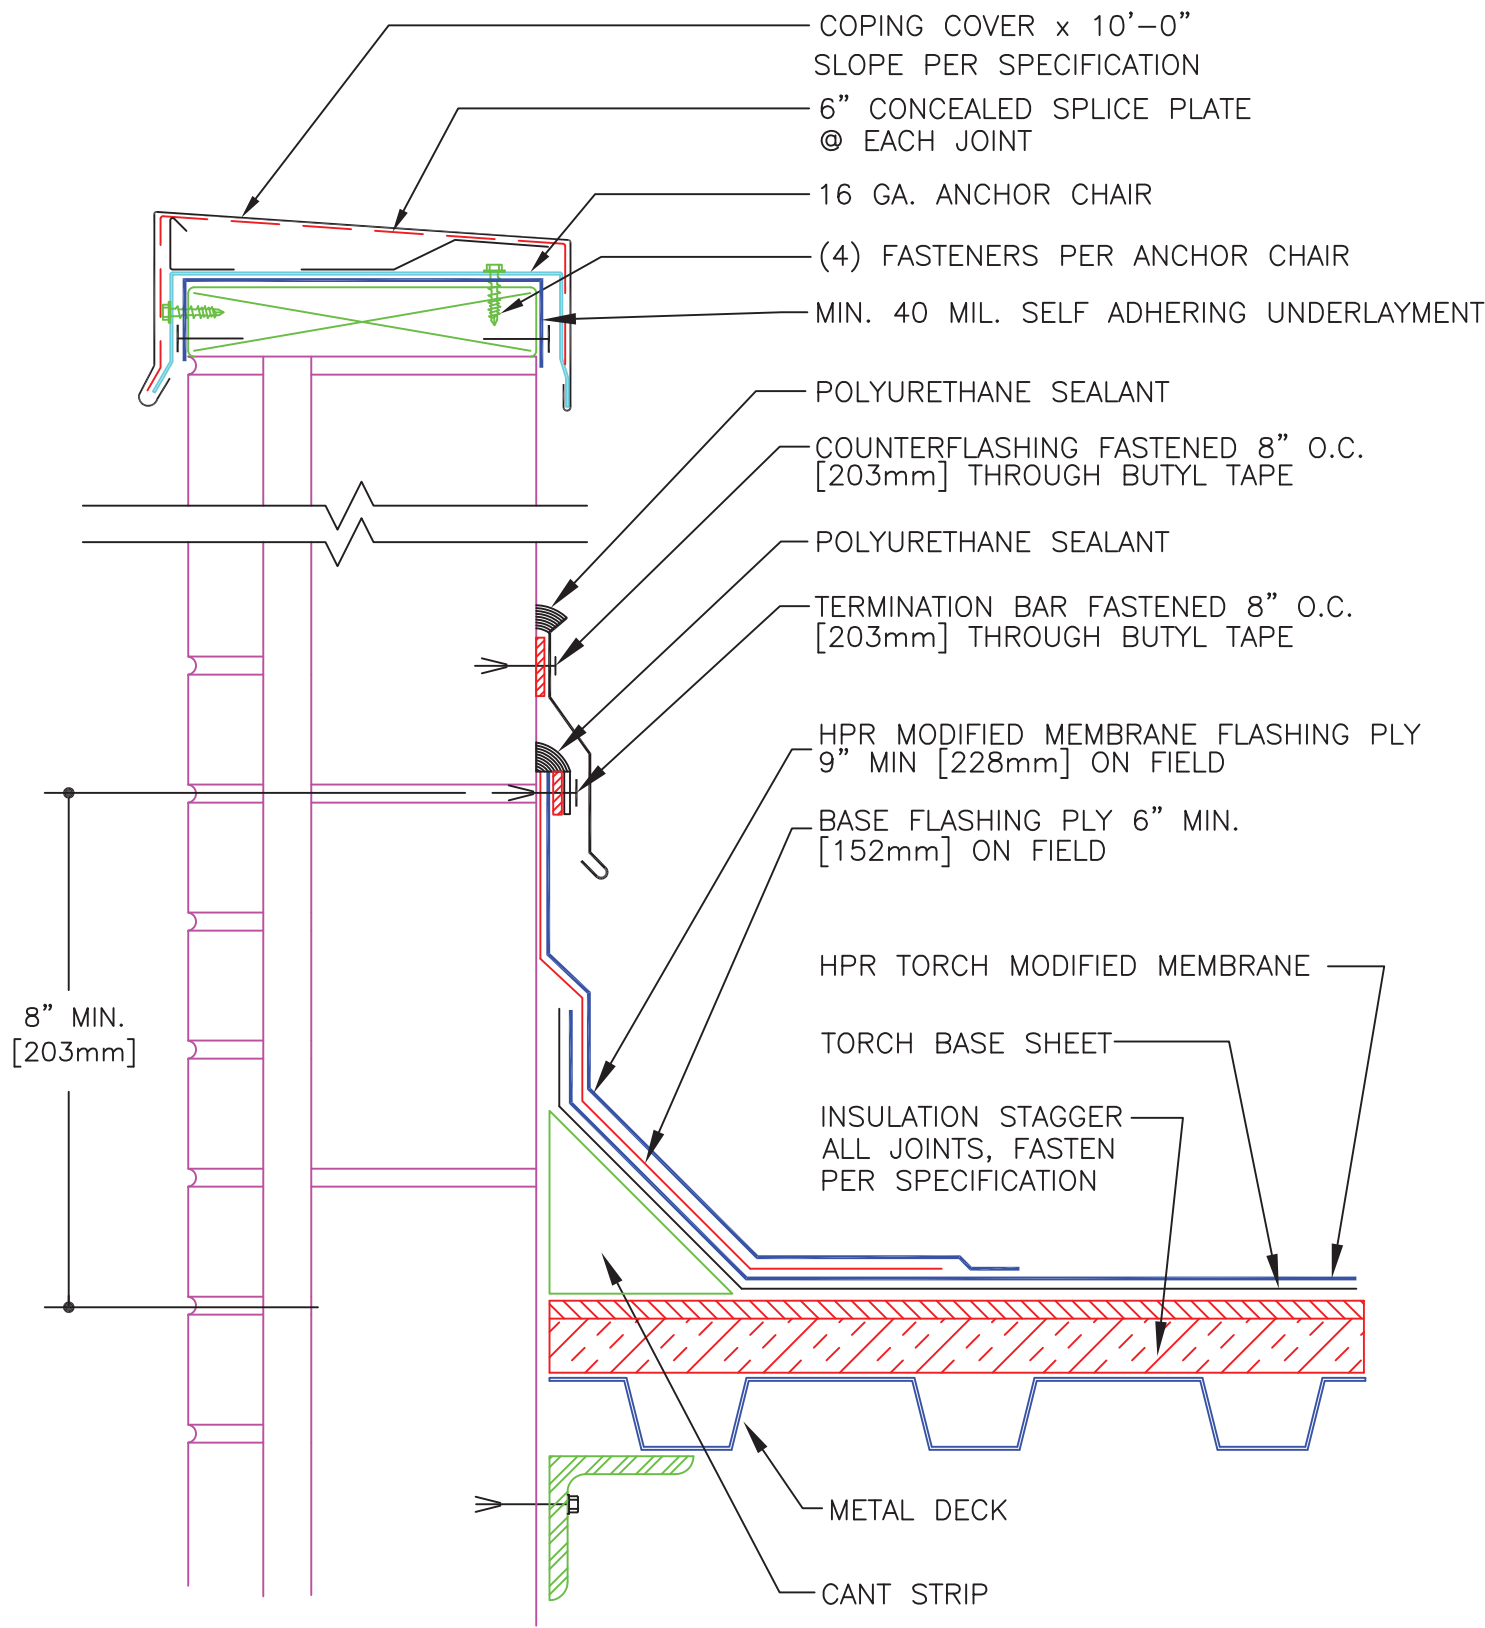 COPING COVER x 10'-0"
SLOPE PER SPECIFICATION
6" CONCEALED SPLICE PLATE
@ EACH JOINT
16 GA. ANCHOR CHAIR
(4) FASTENERS PER ANCHOR CHAIR
MIN. 40 MIL. SELF ADHERING UNDERLAYMENT
POLYURETHANE SEALANT
COUNTERFLASHING FASTENED 8" O.C.
[203mm] THROUGH BUTYL TAPE
POLYURETHANE SEALANT
TERMINATION BAR FASTENED 8" O.C.
[203mm] THROUGH BUTYL TAPE
HPR MODIFIED MEMBRANE FLASHING PLY
9" MIN [228mm] ON FIELD
BASE FLASHING PLY 6" MIN.
[152mm] ON FIELD
HPR TORCH MODIFIED MEMBRANE
8" MIN.
[203mm]
TORCH BASE SHEET
INSULATION STAGGER
ALL JOINTS, FASTEN
PER SPECIFICATION
METAL DECK
CANT STRIP